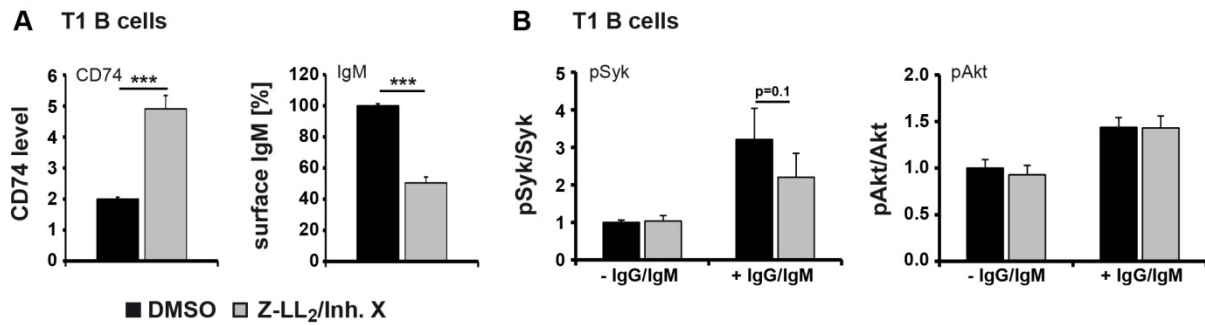 A T1 B cells
CD74 level
6
5
4
3
2
1
0
CD74
***
surface IgM [%]
120
100
80
60
40
20
0
IgM
***
DMSO Z-LL2/Inh. X
B T1 B cells
pSyk/Syk
5
4
3
2
1
0
pSyk
p=0.1
- IgG/IgM + IgG/IgM
pAkt/Akt
2.0
1.5
1.0
0.5
0.0
pAkt
- IgG/IgM + IgG/IgM